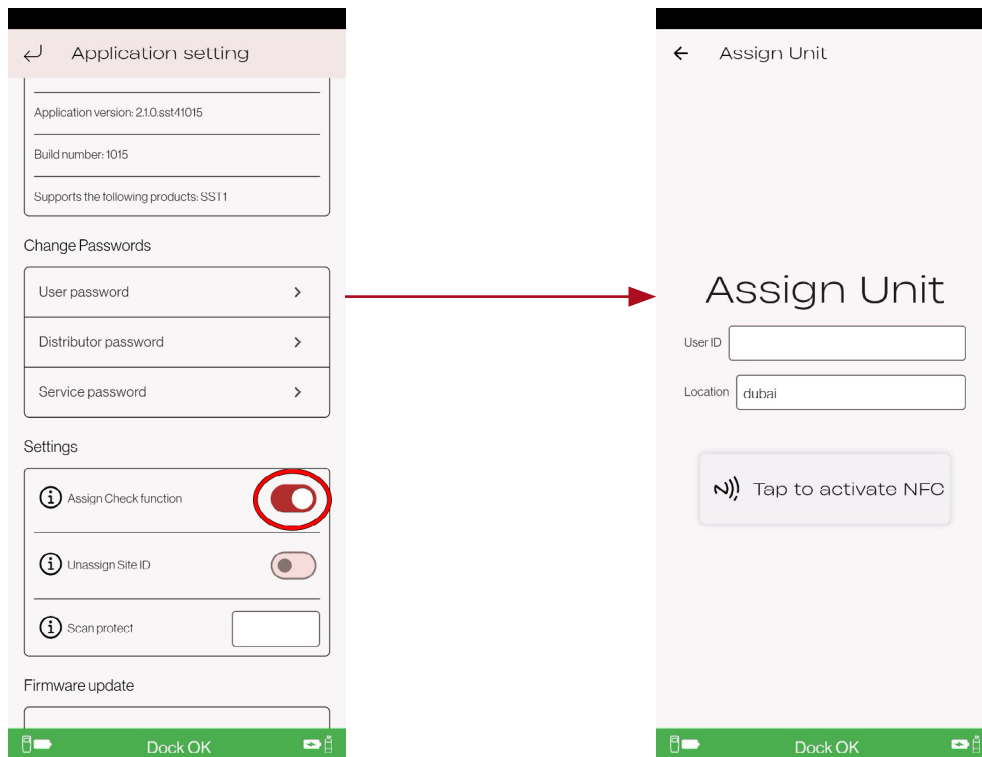 Application setting
Application version: 2.1.0.sst41015
Build number: 1015
Supports the following products: SST1
Change Passwords
User password
Distributor password
Service password
Settings
Assign Check function
Unassign Site ID
Scan protect
Firmware update
Dock OK
Assign Unit
Assign Unit
User ID
Location dubai
Tap to activate NFC
Dock OK